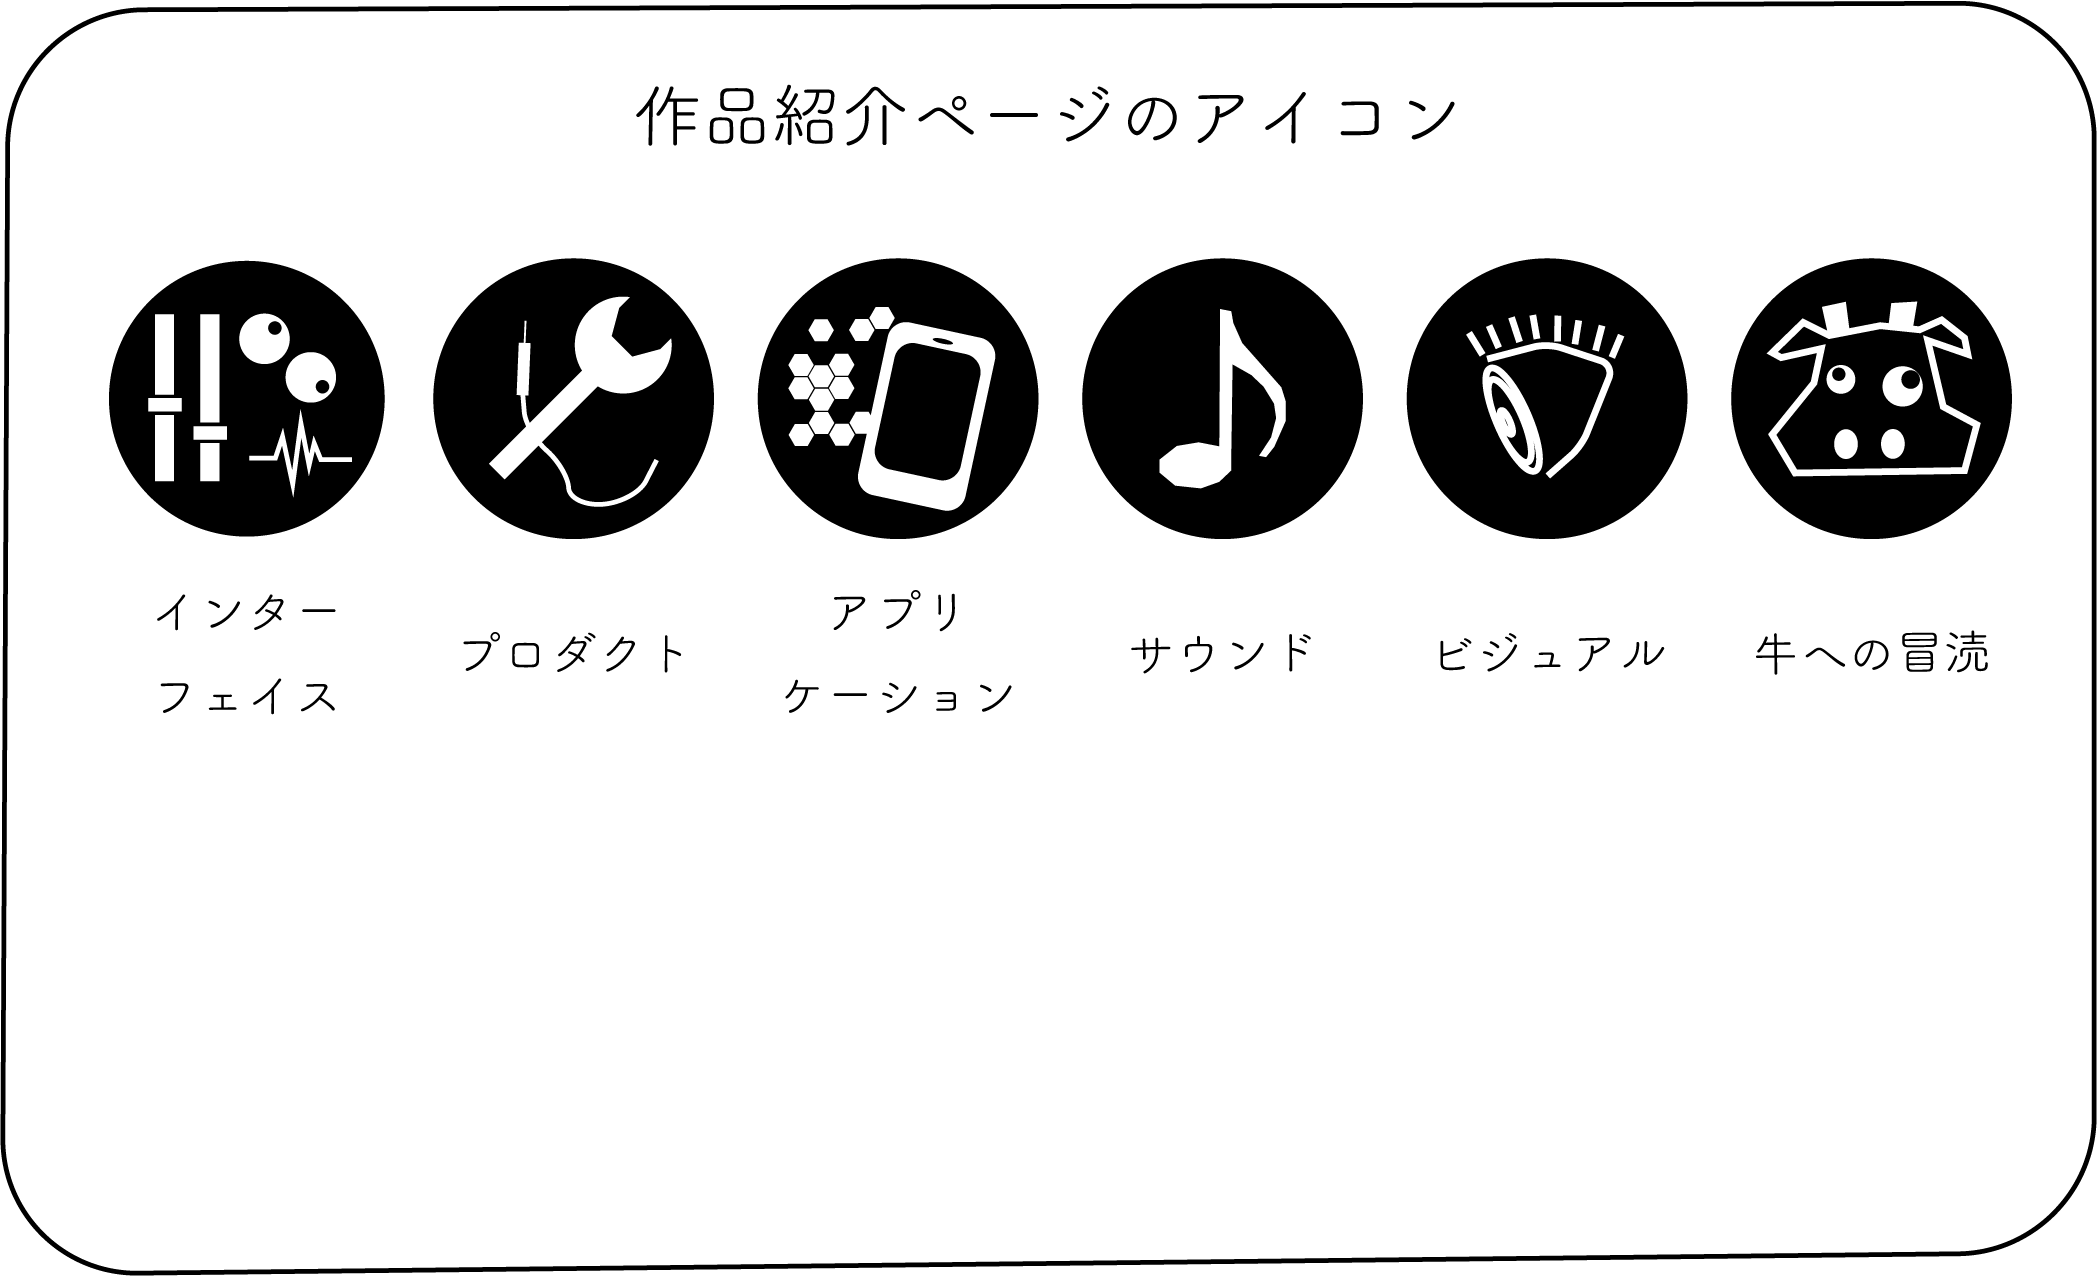 作品紹介ページのアイコン
インター
フェイス
プロダクト
アプリ
ケーション
サウンド
ビジュアル
牛への冒涜